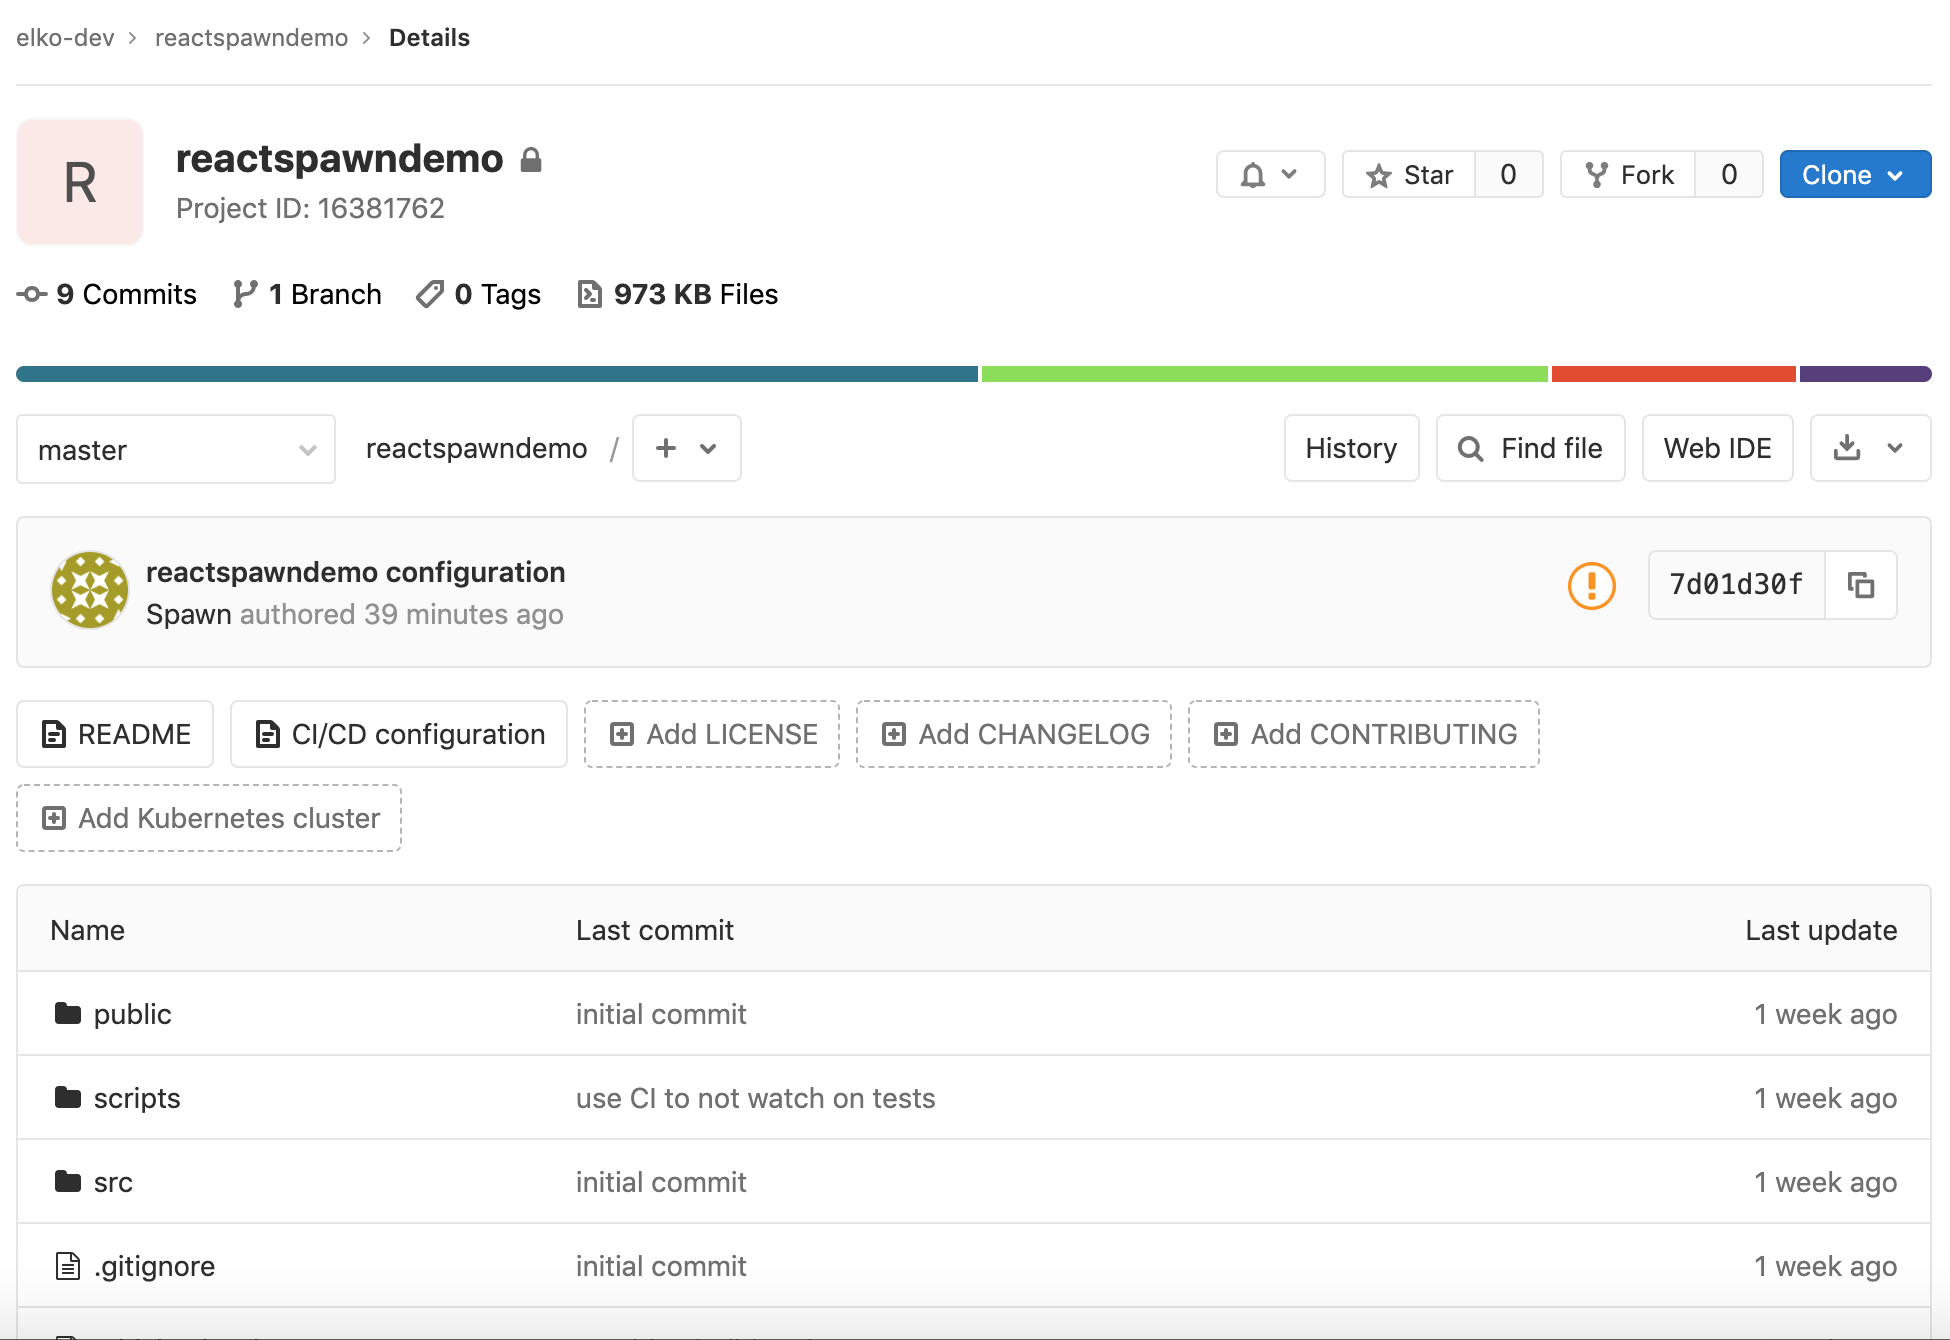 elko-dev > reactspawndemo > Details
R
reactspawndemo
Project ID: 16381762
Star 0 Fork 0 Clone
9 Commits 1 Branch 0 Tags 973 KB Files
master reactspawndemo / + History Find file Web IDE
reactspawndemo configuration
Spawn authored 39 minutes ago
7d01d30f
README CI/CD configuration Add LICENSE Add CHANGELOG Add CONTRIBUTING
Add Kubernetes cluster
Name Last commit Last update
public initial commit 1 week ago
scripts use CI to not watch on tests 1 week ago
src initial commit 1 week ago
.gitignore initial commit 1 week ago